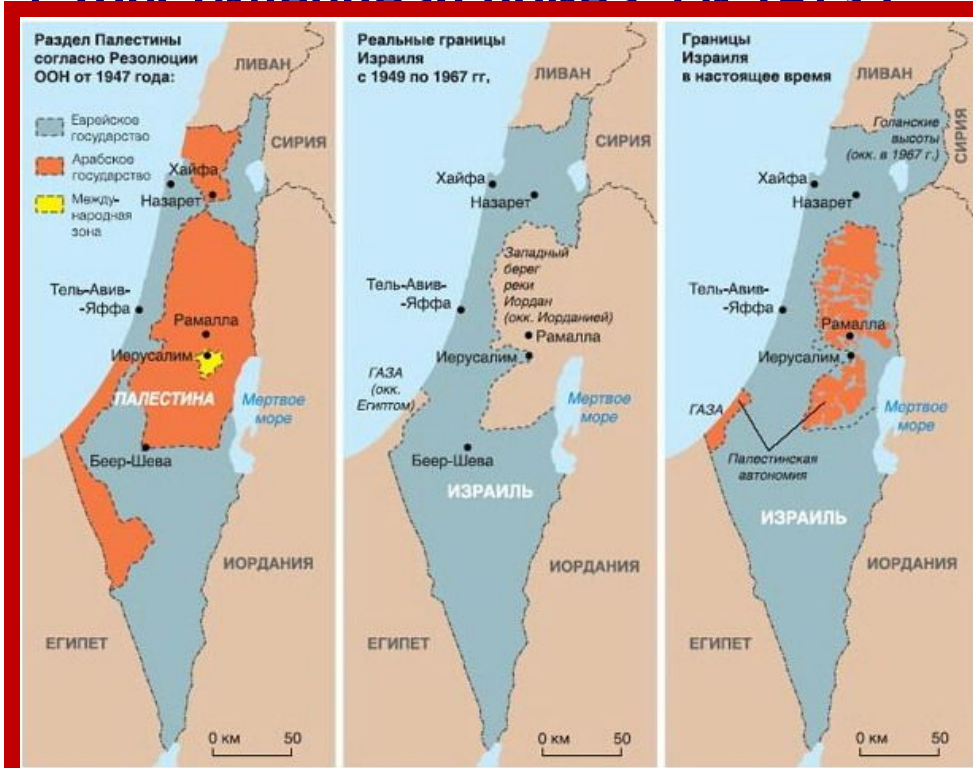 Раздел Палестины
согласно Резолюции
ООН от 1947 года:
ЛИВАН
Еврейское
государство
СИРИЯ
Арабское
государство
Хайфа
Между-
народная
зона
Назарет
Тель-Авив-
-Яффа
Рамалла
Иерусалим
ПАЛЕСТИНА
Мертвое
море
Беер-Шева
ИОРДАНИЯ
ЕГИПЕТ
0 км 50
Реальные границы
Израиля
с 1949 по 1967 гг.
ЛИВАН
СИРИЯ
Хайфа
Назарет
Западный
берег
реки
Иордан
(окк. Иорданией)
Тель-Авив-
-Яффа
Рамалла
Иерусалим
ГАЗА
(окк.
Египтом)
Мертвое
море
Беер-Шева
ИЗРАИЛЬ
ИОРДАНИЯ
ЕГИПЕТ
0 км 50
Границы
Израиля
в настоящее время
ЛИВАН
Голанские
высоты
(окк. в 1967 г.)
СИРИЯ
Хайфа
Назарет
Тель-Авив-
-Яффа
Рамалла
Иерусалим
ГАЗА
Мертвое
море
Палестинская
автономия
ИЗРАИЛЬ
ИОРДАНИЯ
ЕГИПЕТ
0 км 50